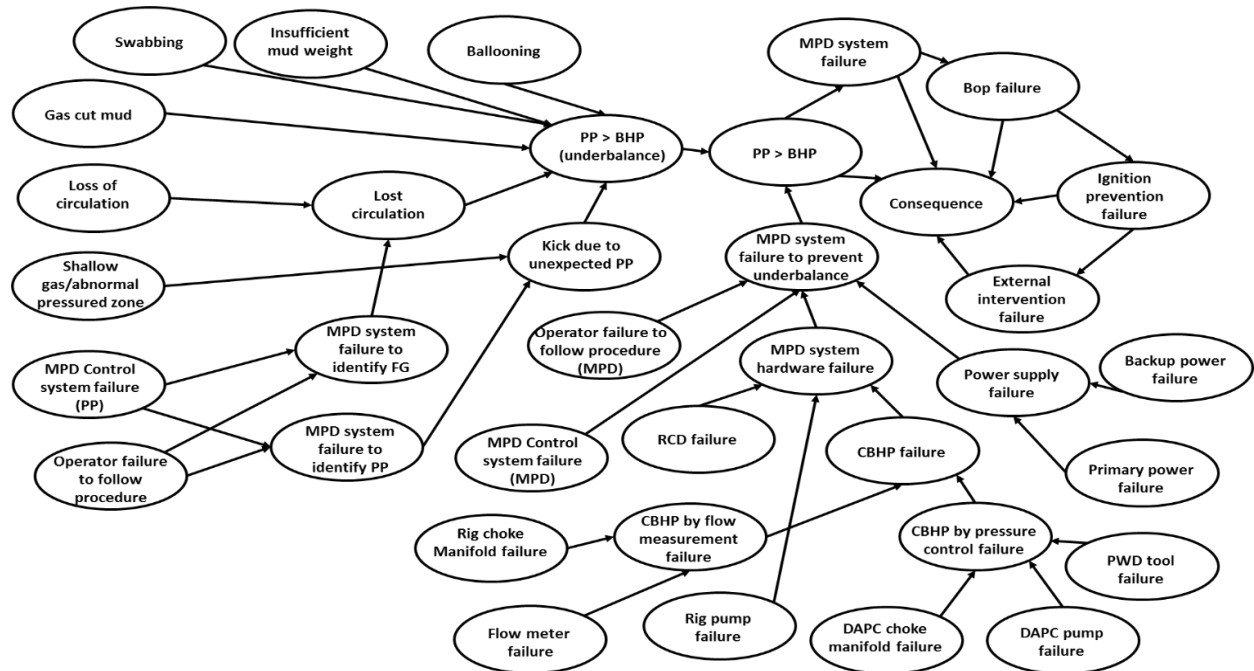 Swabbing
Insufficient
mud weight
Ballooning
MPD system
failure
Bop failure
Gas cut mud
PP > BHP
(underbalance)
PP > BHP
Ignition
prevention
failure
Loss of
circulation
Lost
circulation
Consequence
Shallow
gas/abnormal
pressured zone
Kick due to
unexpected PP
MPD system
failure to prevent
underbalance
External
intervention
failure
MPD system
failure to
identify FG
Operator failure to
follow procedure
(MPD)
MPD system
hardware failure
Power supply
failure
Backup power
failure
MPD Control
system failure
(PP)
MPD system
failure to
identify PP
Operator failure
to follow
procedure
MPD Control
system failure
(MPD)
RCD failure
CBHP failure
Primary power
failure
Rig choke
Manifold failure
CBHP by flow
measurement
failure
CBHP by pressure
control failure
PWD tool
failure
Flow meter
failure
Rig pump
failure
DAPC choke
manifold failure
DAPC pump
failure